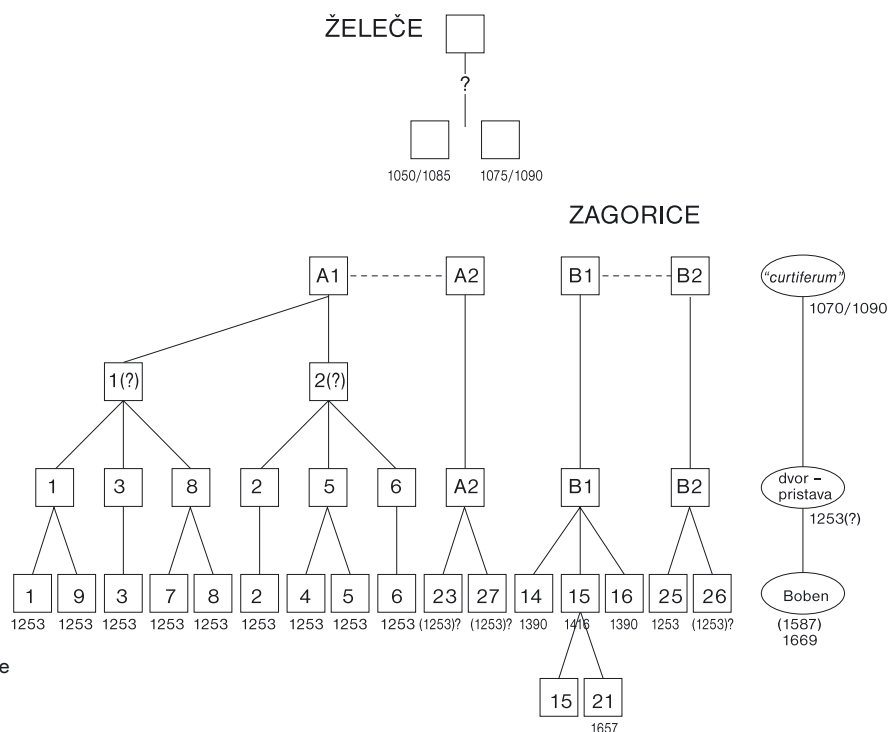 ŽELEČE
?
1050/1085 1075/1090
ZAGORICE
A1 A2 B1 B2 "curtiferum"
1070/1090
1(?) 2(?)
1 3 8 2 5 6 A2 B1 B2 dvor –
pristava
1253(?)
1 9 3 7 8 2 4 5 6 23 27 14 15 16 25 26 Boben
1253 1253 1253 1253 1253 1253 1253 1253 1253 (1253)? (1253)? 1390 1416 1390 1253 (1253)? (1587)
1669
e
15 21
1657